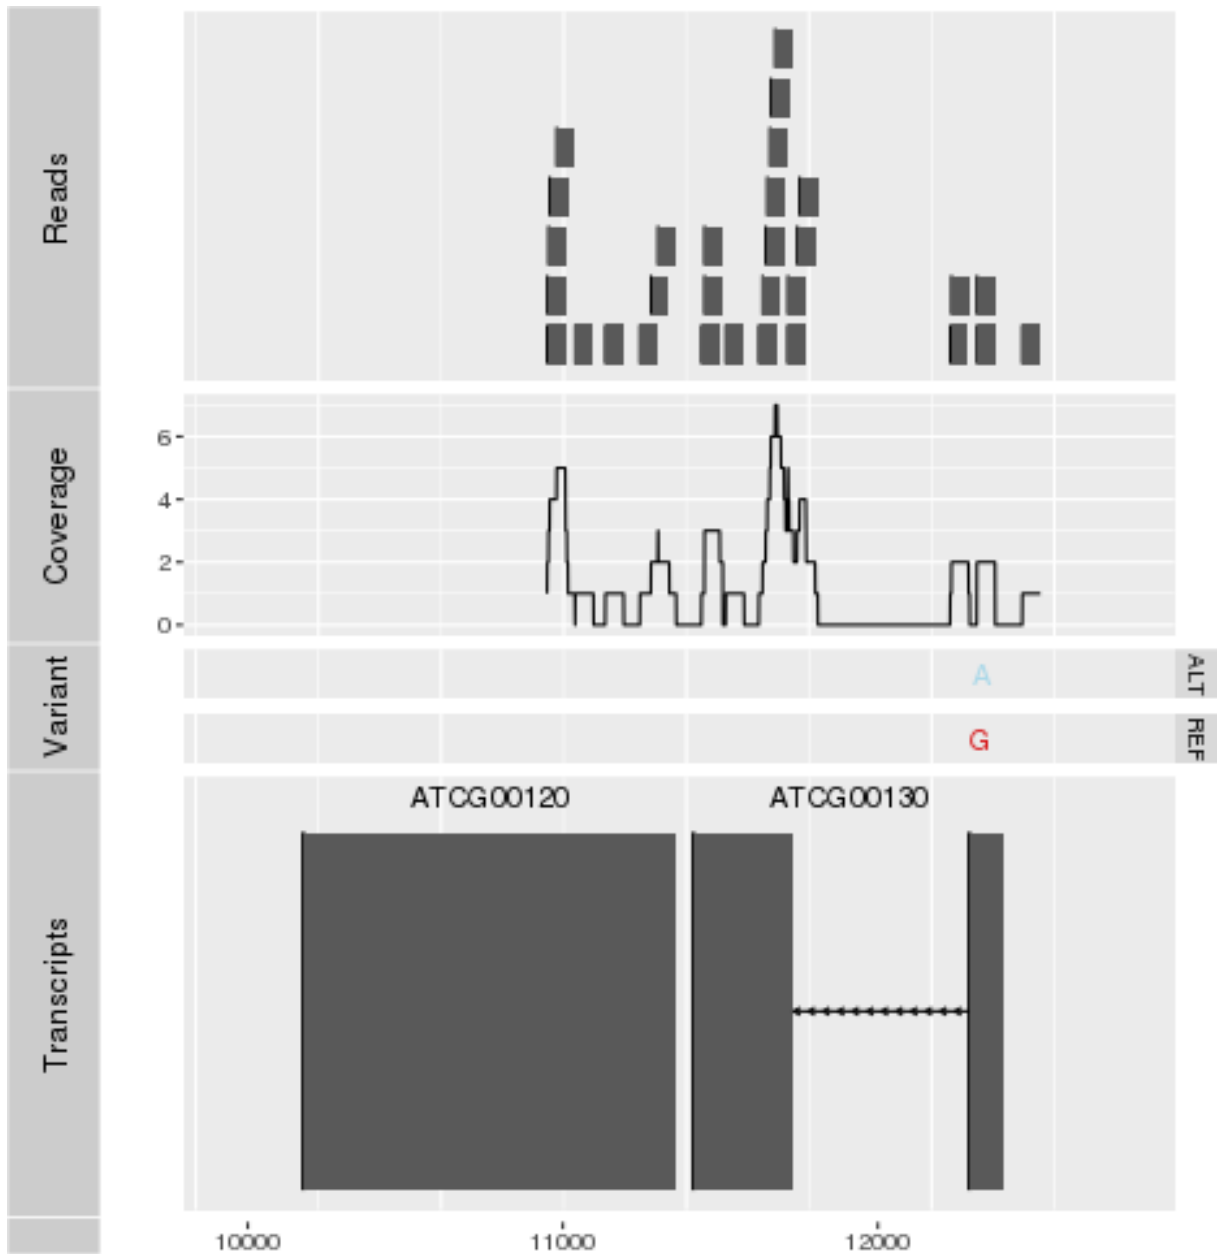 Reads
Coverage
6
4
2
0
Variant
A
ALT
G
REF
Transcripts
ATCG00120 ATCG00130
10000 11000 12000